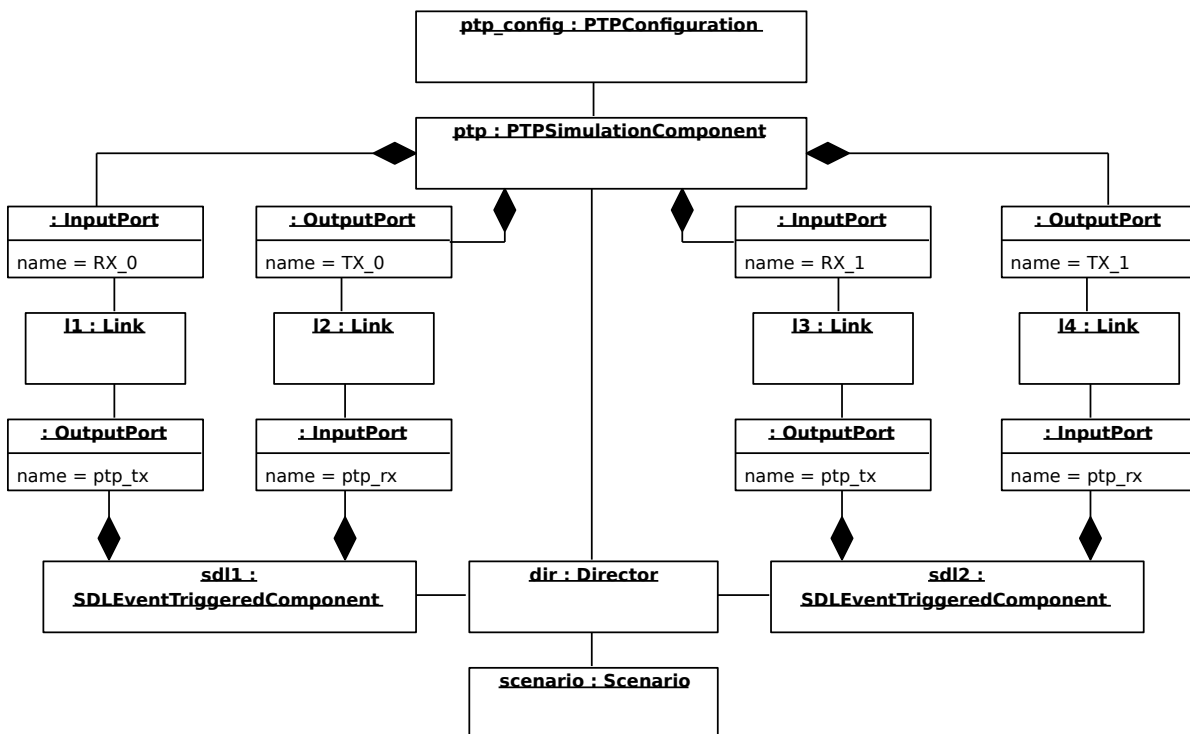 ptp_config : PTPConfiguration
ptp : PTPSimulationComponent
: InputPort
name = RX_0
: OutputPort
name = TX_0
: InputPort
name = RX_1
: OutputPort
name = TX_1
l1 : Link
l2 : Link
l3 : Link
l4 : Link
: OutputPort
name = ptp_tx
: InputPort
name = ptp_rx
: OutputPort
name = ptp_tx
: InputPort
name = ptp_rx
sdl1 :
SDLEventTriggeredComponent
dir : Director
sdl2 :
SDLEventTriggeredComponent
scenario : Scenario